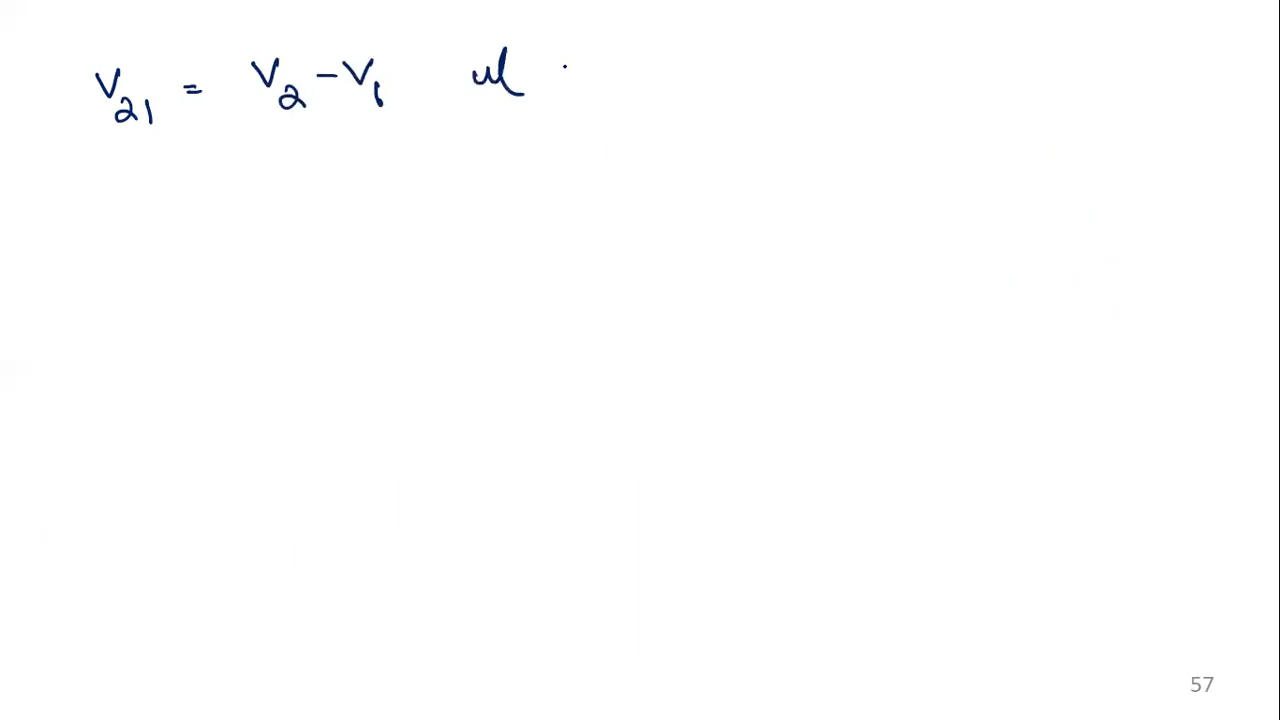 V₂₁ = V₂ - V₁
57